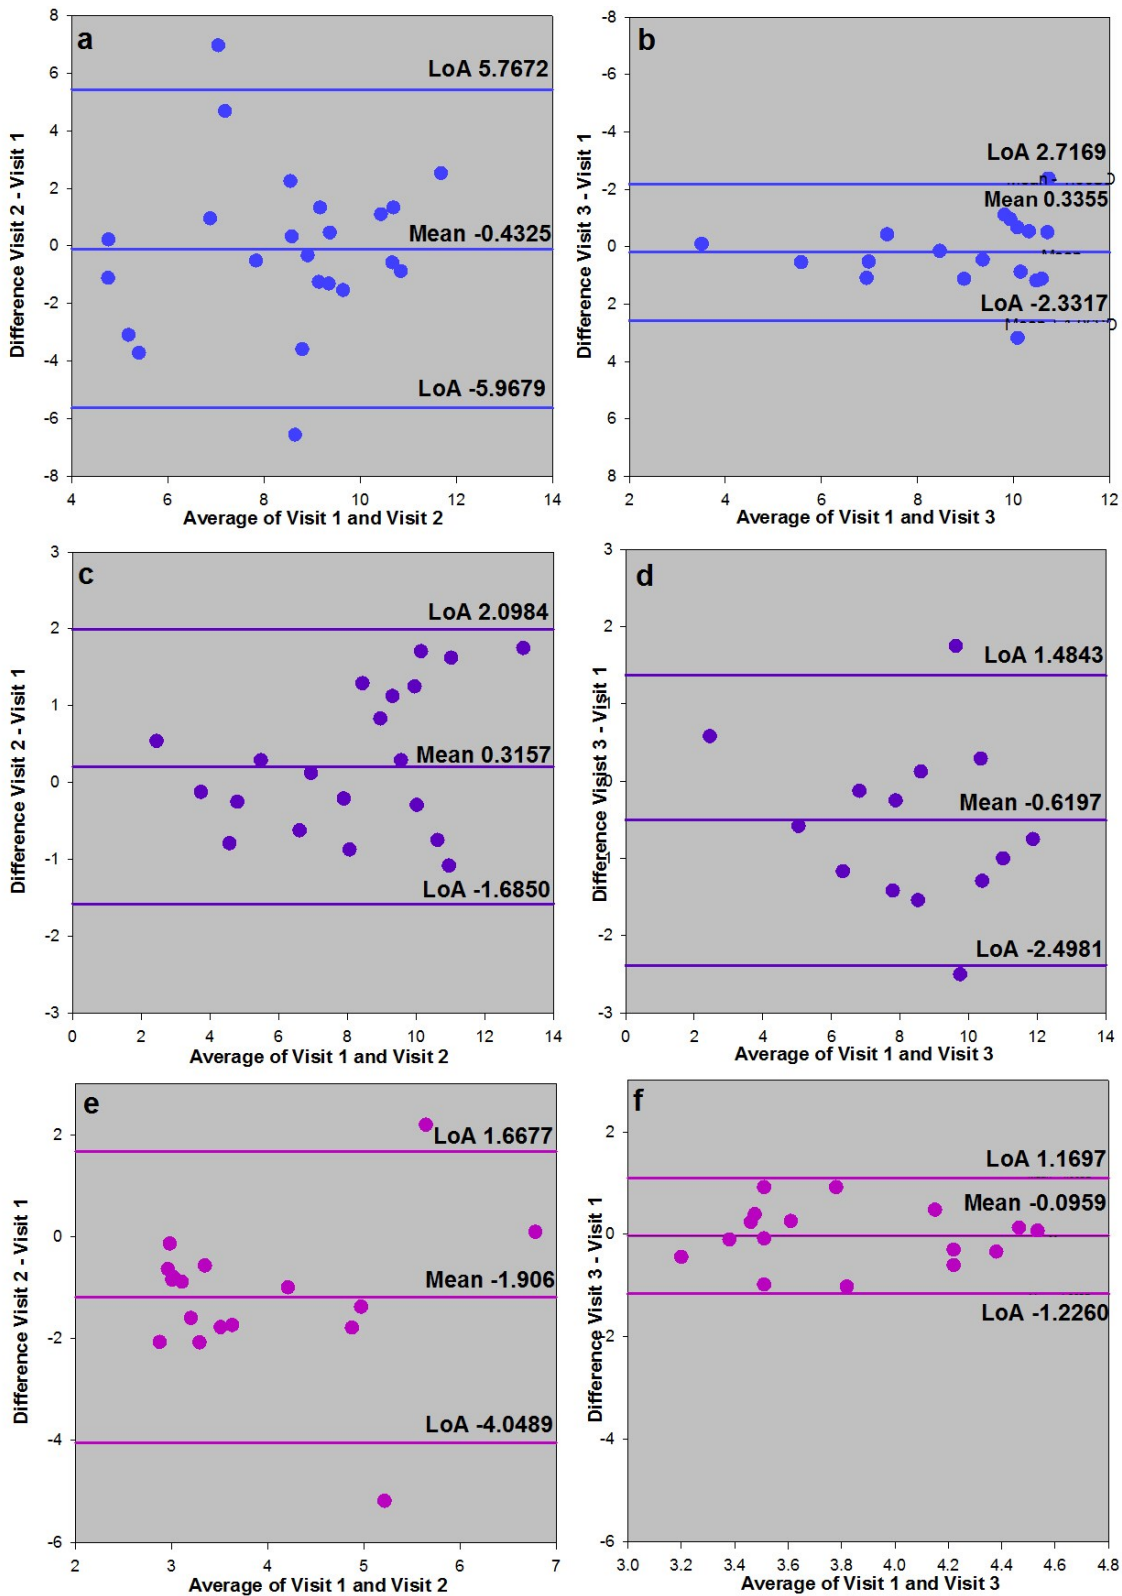 a
8
6
4
2
0
-2
-4
-6
-8
Difference Visit 2 - Visit 1
LoA 5.7672
Mean -0.4325
LoA -5.9679
4 6 8 10 12 14
Average of Visit 1 and Visit 2
b
-8
-6
-4
-2
0
2
4
6
8
Difference Visit 3 - Visit 1
LoA 2.7169
Mean 0.3355
Mean
LoA -2.3317
2 4 6 8 10 12
Average of Visit 1 and Visit 3
c
3
2
1
0
-1
-2
-3
Difference Visit 2 - Visit 1
LoA 2.0984
Mean 0.3157
LoA -1.6850
0 2 4 6 8 10 12 14
Average of Visit 1 and Visit 2
d
3
2
1
0
-1
-2
-3
Difference Visist 3 - Visit 1
LoA 1.4843
Mean -0.6197
LoA -2.4981
0 2 4 6 8 10 12 14
Average of Visit 1 and Visit 3
e
2
0
-2
-4
-6
Difference Visit 2 - Visit 1
LoA 1.6677
Mean -1.906
LoA -4.0489
2 3 4 5 6 7
Average of Visit 1 and Visit 2
f
2
0
-2
-4
-6
Difference Visit 3 - Visit 1
LoA 1.1697
Mean -0.0959
LoA -1.2260
3.0 3.2 3.4 3.6 3.8 4.0 4.2 4.4 4.6 4.8
Average of Visit 1 and Visit 3